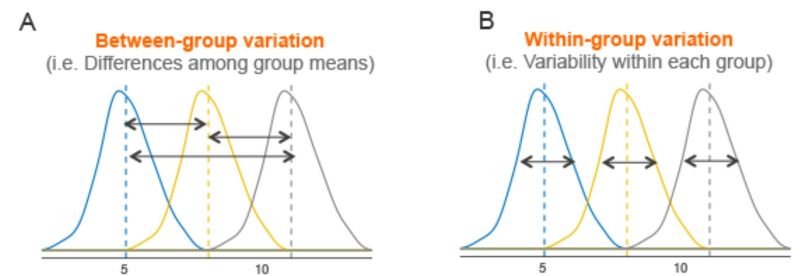 A
Between-group variation
(i.e. Differences among group means)
5 10
B
Within-group variation
(i.e. Variability within each group)
5 10